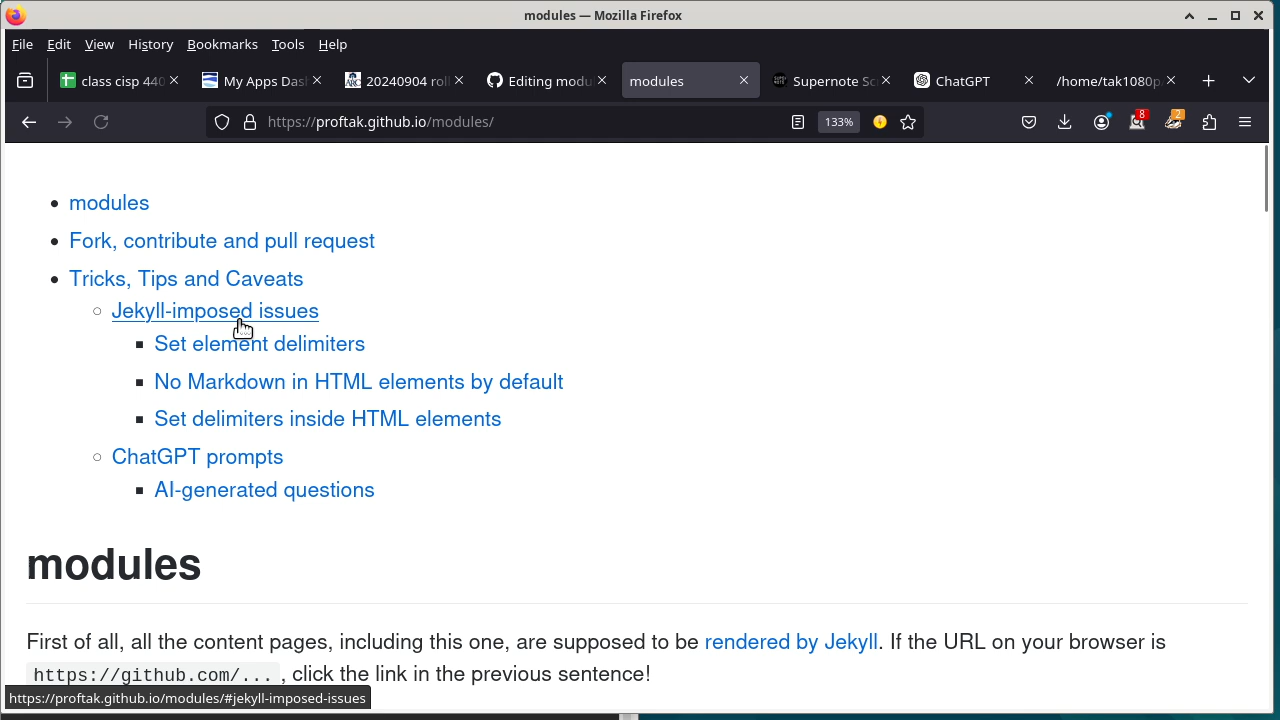 modules — Mozilla Firefox
File Edit View History Bookmarks Tools Help
class cisp 440
My Apps Das
20240904 roll
Editing modu
modules
Supernote Sc
ChatGPT
/home/tak1080p
https://proftak.github.io/modules/
133%
8
2
modules
Fork, contribute and pull request
Tricks, Tips and Caveats
Jekyll-imposed issues
Set element delimiters
No Markdown in HTML elements by default
Set delimiters inside HTML elements
ChatGPT prompts
AI-generated questions
modules
First of all, all the content pages, including this one, are supposed to be rendered by Jekyll. If the URL on your browser is
https://github.com/... , click the link in the previous sentence!
https://proftak.github.io/modules/#jekyll-imposed-issues